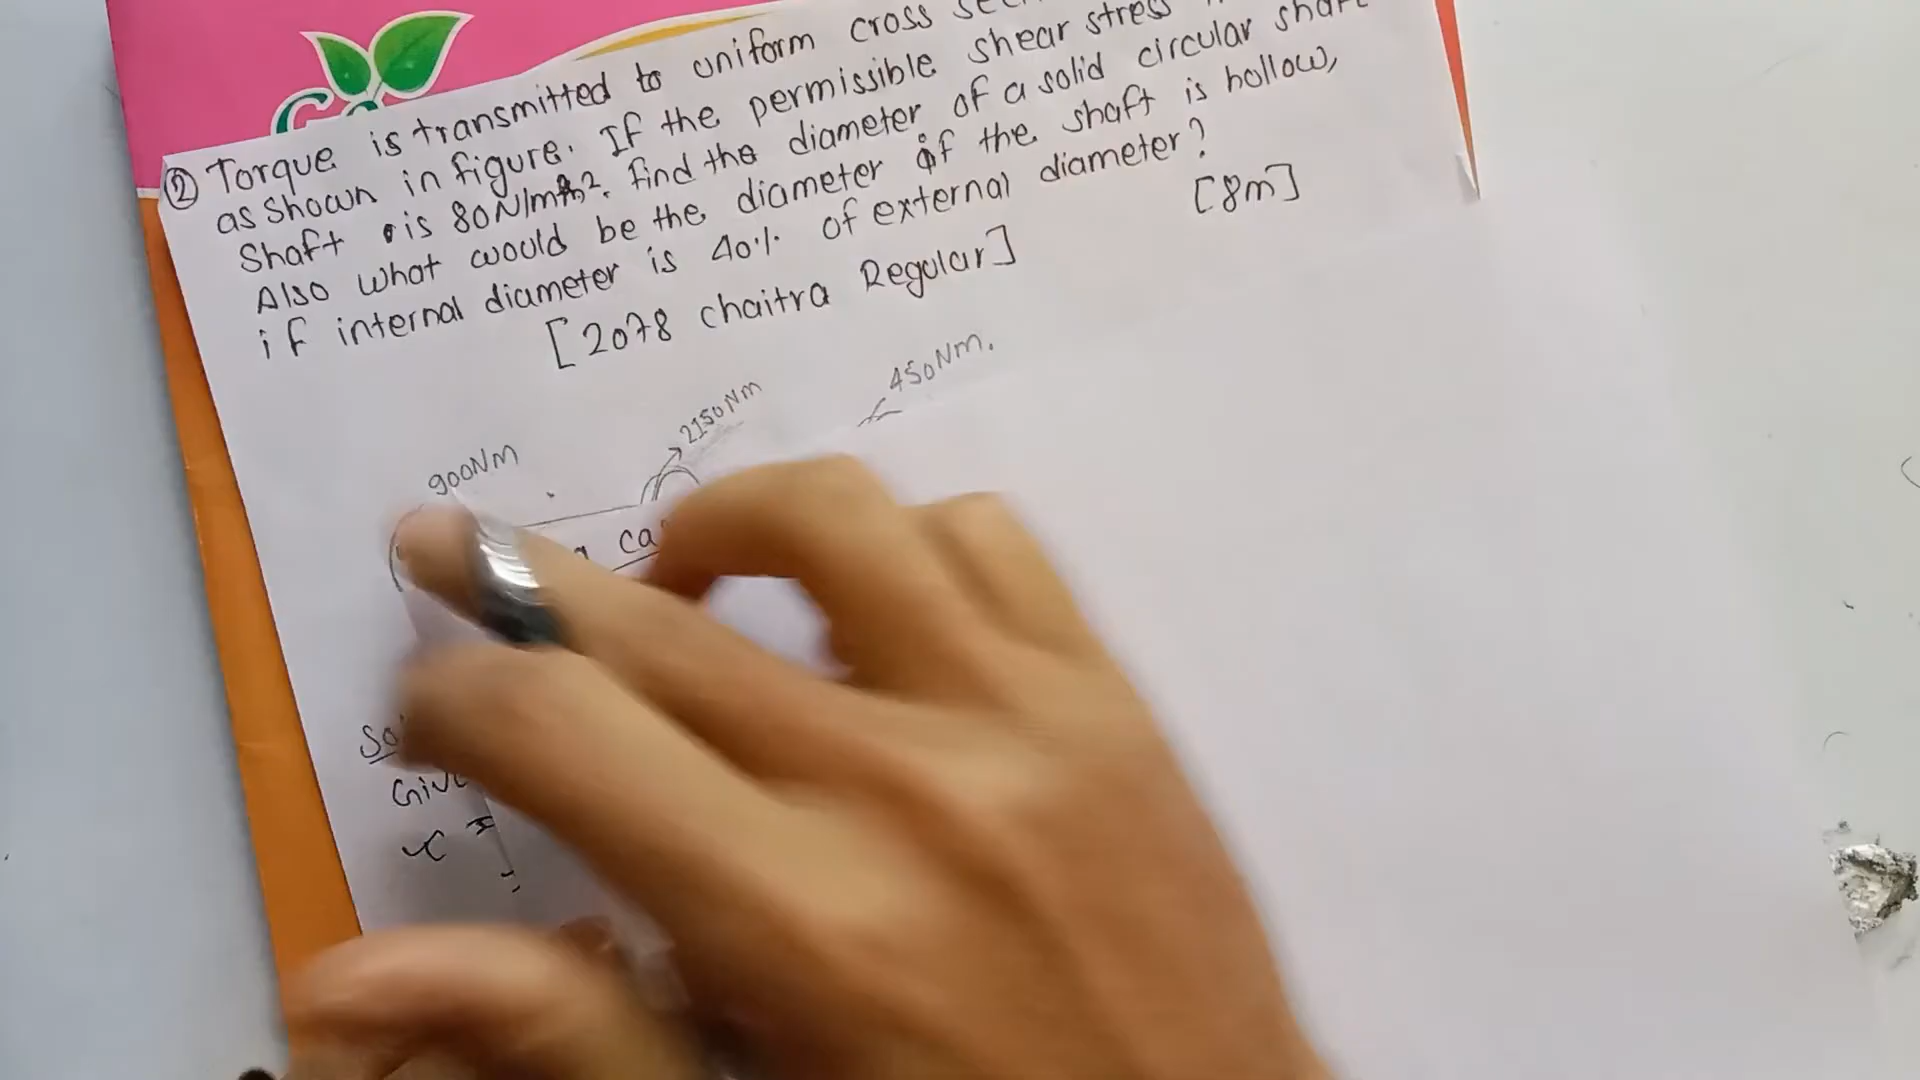 ② Torque is transmitted to uniform cross
as shown in figure. If the permissible shear stress
Shaft is 80N/mm². find the diameter of a solid circular shaft
Also what would be the diameter if the shaft is hollow,
if internal diameter is 40% of external diameter?
[8m]
[2078 chaitra Regular]
450Nm.
2150Nm
900Nm
ca